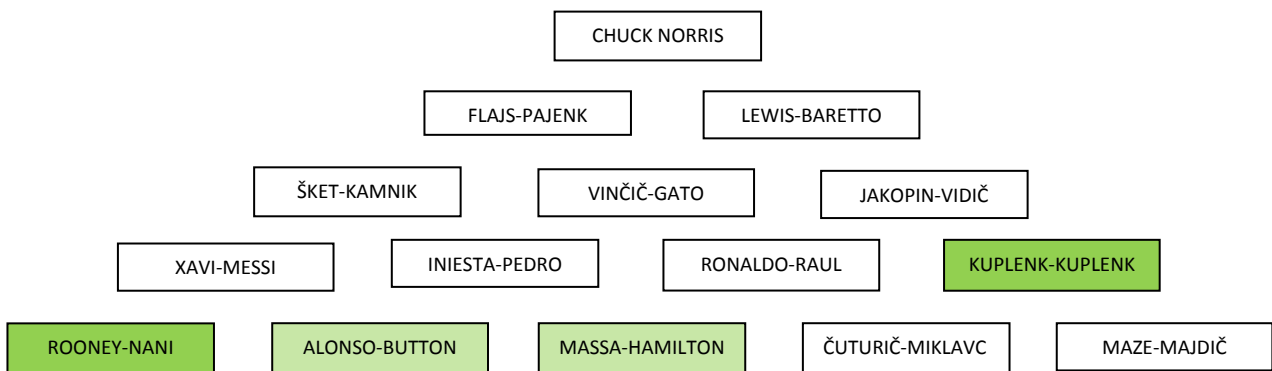 CHUCK NORRIS
FLAJS-PAJENK
LEWIS-BARETTO
ŠKET-KAMNIK
VINČIČ-GATO
JAKOPIN-VIDIČ
XAVI-MESSI
INIESTA-PEDRO
RONALDO-RAUL
KUPLENK-KUPLENK
ROONEY-NANI
ALONSO-BUTTON
MASSA-HAMILTON
ČUTURIČ-MIKLAVC
MAZE-MAJDIČ